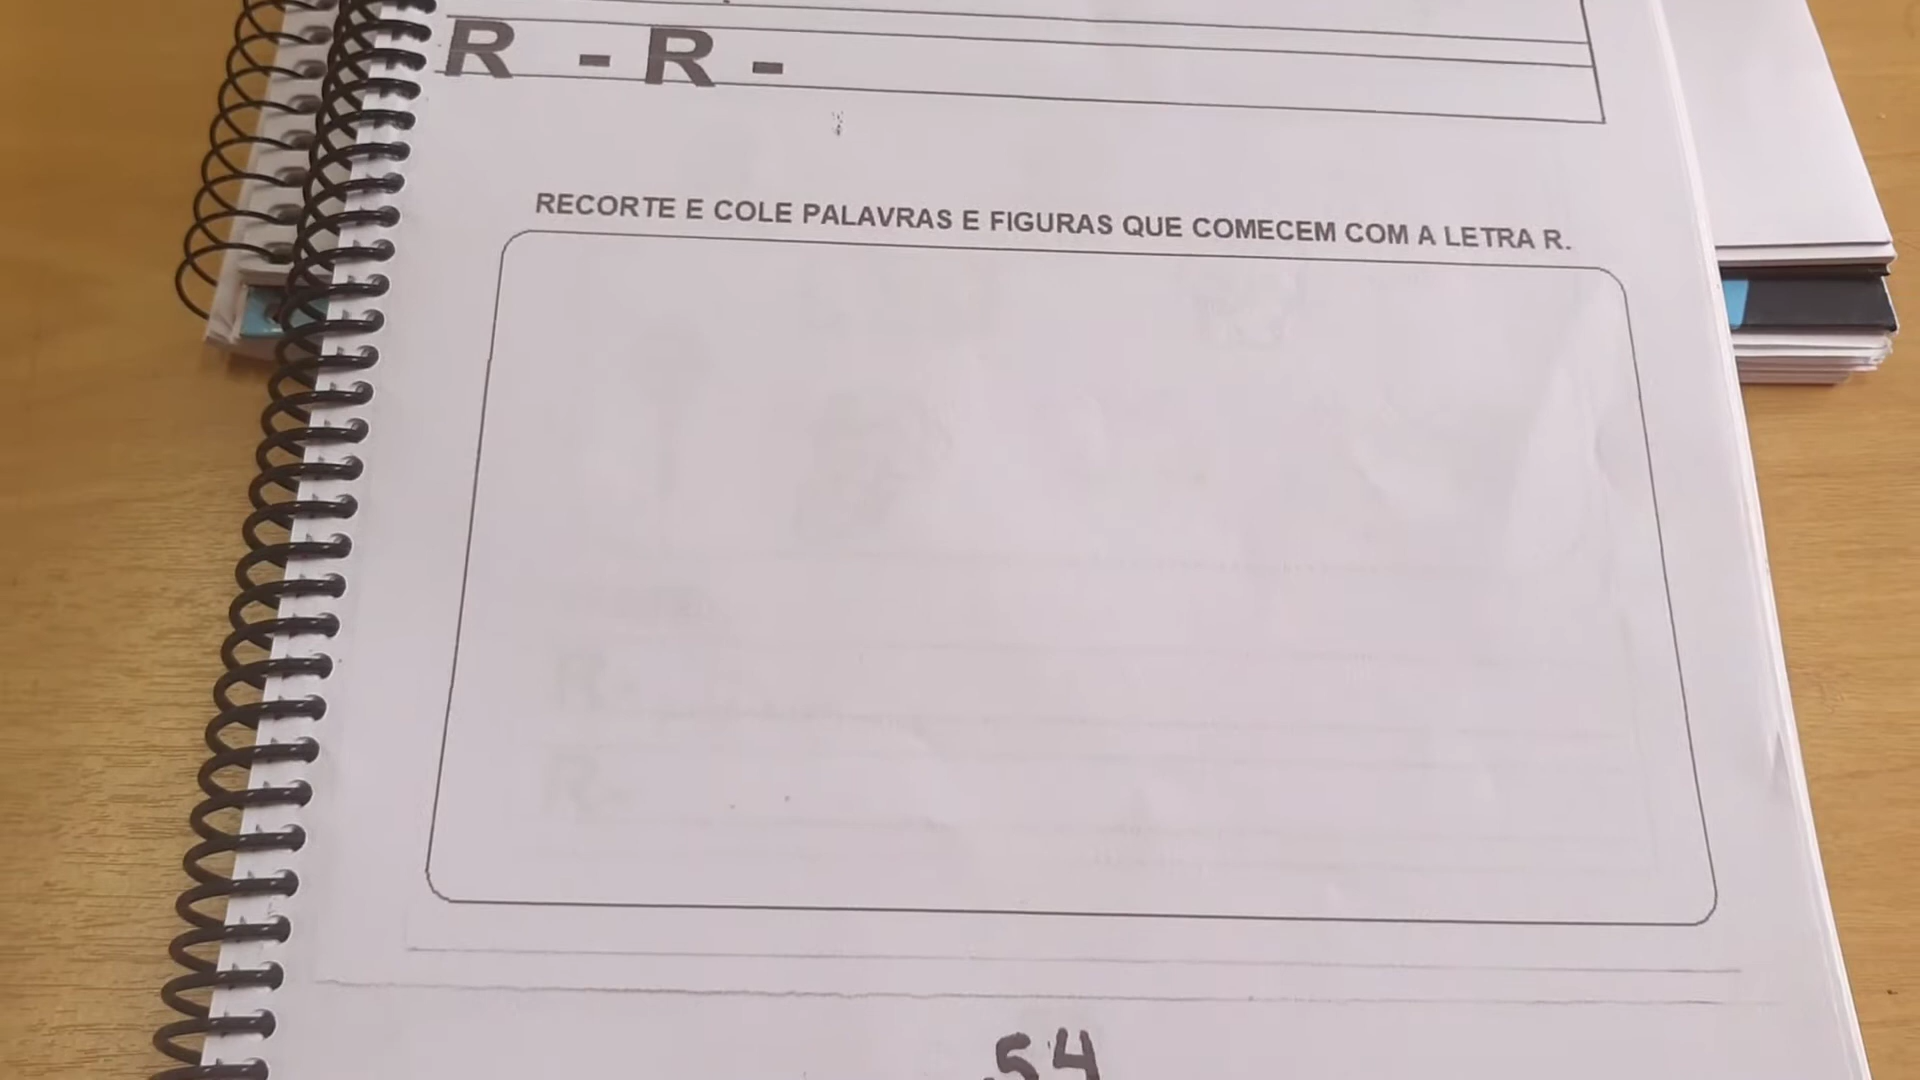 R - R -
RECORTE E COLE PALAVRAS E FIGURAS QUE COMECEM COM A LETRA R.
R-
R-
54